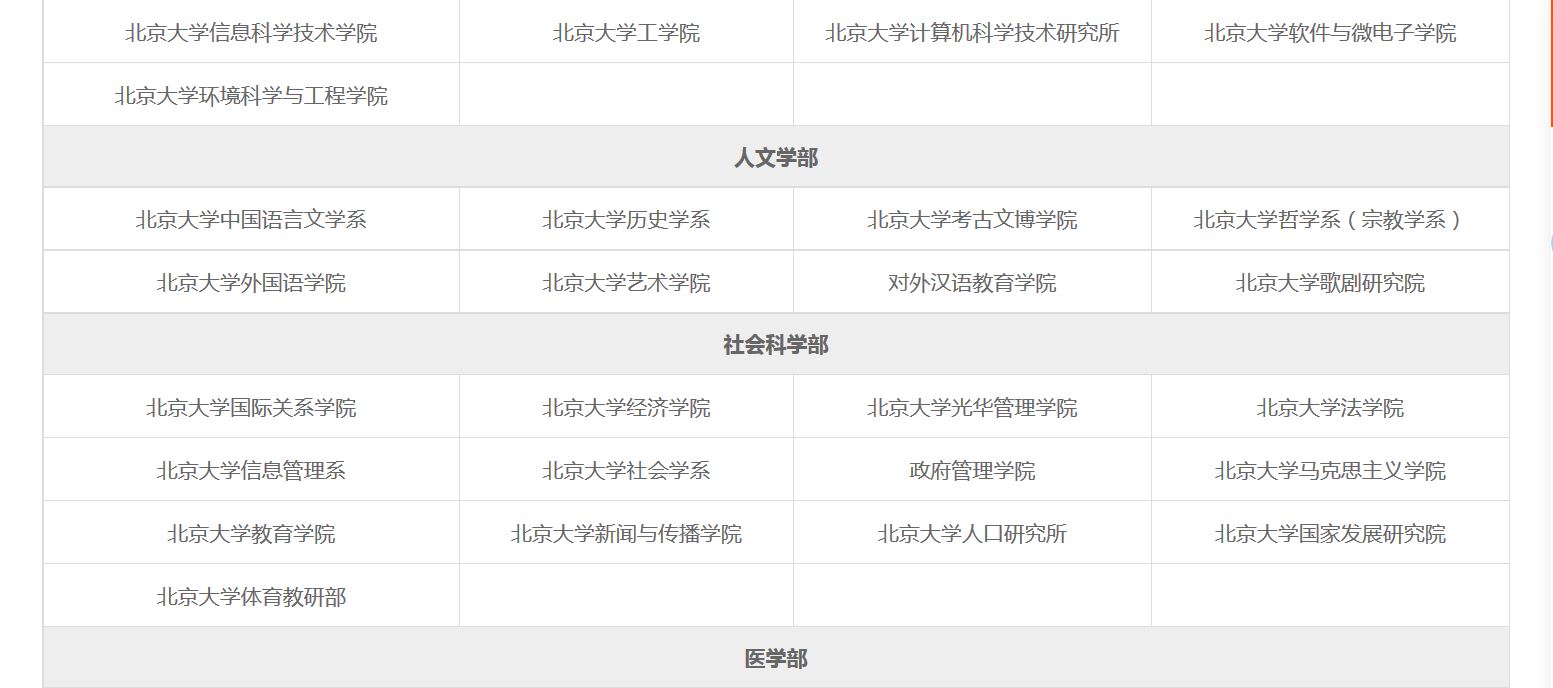 北京大学信息科学技术学院 北京大学工学院 北京大学计算机科学技术研究所 北京大学软件与微电子学院
北京大学环境科学与工程学院
人文学部
北京大学中国语言文学系 北京大学历史学系 北京大学考古文博学院 北京大学哲学系（宗教学系）
北京大学外国语学院 北京大学艺术学院 对外汉语教育学院 北京大学歌剧研究院
社会科学部
北京大学国际关系学院 北京大学经济学院 北京大学光华管理学院 北京大学法学院
北京大学信息管理系 北京大学社会学系 政府管理学院 北京大学马克思主义学院
北京大学教育学院 北京大学新闻与传播学院 北京大学人口研究所 北京大学国家发展研究院
北京大学体育教研部
医学部